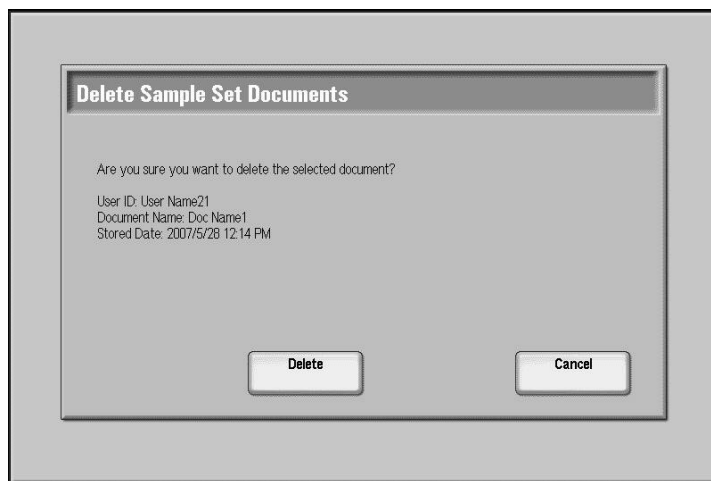 Delete Sample Set Documents
Are you sure you want to delete the selected document?
User ID: User Name21
Document Name: Doc Name1
Stored Date: 2007/5/28 12:14 PM
Delete
Cancel